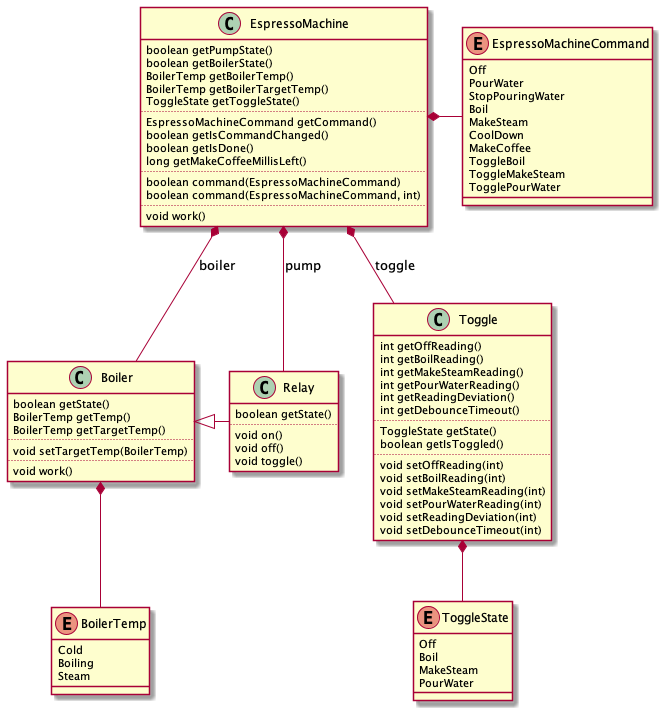 C EspressoMachine
boolean getPumpState()
boolean getBoilerState()
BoilerTemp getBoilerTemp()
BoilerTemp getBoilerTargetTemp()
ToggleState getToggleState()
EspressoMachineCommand getCommand()
boolean getIsCommandChanged()
boolean getIsDone()
long getMakeCoffeeMillisLeft()
boolean command(EspressoMachineCommand)
boolean command(EspressoMachineCommand, int)
void work()
E EspressoMachineCommand
Off
PourWater
StopPouringWater
Boil
MakeSteam
CoolDown
MakeCoffee
ToggleBoil
ToggleMakeSteam
TogglePourWater
boiler
pump
toggle
C Boiler
boolean getState()
BoilerTemp getTemp()
BoilerTemp getTargetTemp()
void setTargetTemp(BoilerTemp)
void work()
C Relay
boolean getState()
void on()
void off()
void toggle()
C Toggle
int getOffReading()
int getBoilReading()
int getMakeSteamReading()
int getPourWaterReading()
int getReadingDeviation()
int getDebounceTimeout()
ToggleState getState()
boolean getIsToggled()
void setOffReading(int)
void setBoilReading(int)
void setMakeSteamReading(int)
void setPourWaterReading(int)
void setReadingDeviation(int)
void setDebounceTimeout(int)
E BoilerTemp
Cold
Boiling
Steam
E ToggleState
Off
Boil
MakeSteam
PourWater